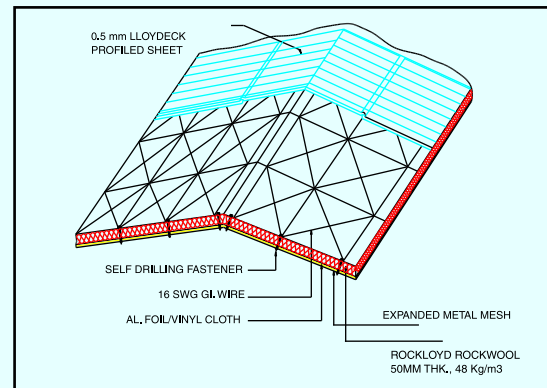 0.5 mm LLOYDECK
PROFILED SHEET
SELF DRILLING FASTENER
16 SWG GI. WIRE
AL. FOIL/VINYL CLOTH
EXPANDED METAL MESH
ROCKLOYD ROCKWOOL
50MM THK., 48 Kg/m3